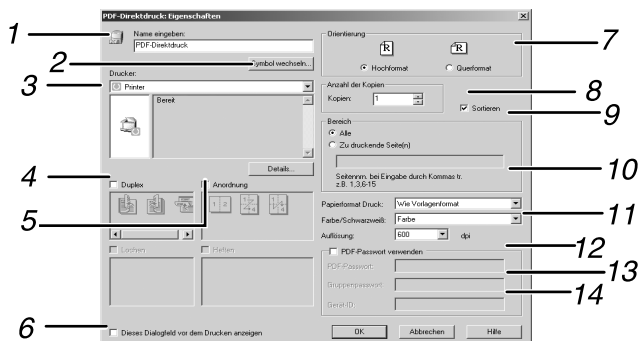 PDF-Direktdruck: Eigenschaften
1
Name eingeben:
PDF-Direktdruck
2
Symbol wechseln...
Drucker:
3
Printer
Bereit
Details...
4
Duplex
5
Anordnung
1 2
Lochen
Heften
6
Dieses Dialogfeld vor dem Drucken anzeigen
Orientierung
7
R
R
Hochformat
Querformat
Anzahl der Kopien
8
Kopien:
1
Sortieren
9
Bereich
Alle
Zu druckende Seite(n)
10
Seitennrn. bei Eingabe durch Kommas tr.
z.B. 1,3,6-15
Papierformat Druck:
Wie Vorlagenformat
11
Farbe/Schwarzweiß:
Farbe
Auflösung:
600
dpi
12
PDF-Passwort verwenden
PDF-Passwort:
13
Gruppenpasswort:
14
Gerät-ID:
OK
Abbrechen
Hilfe